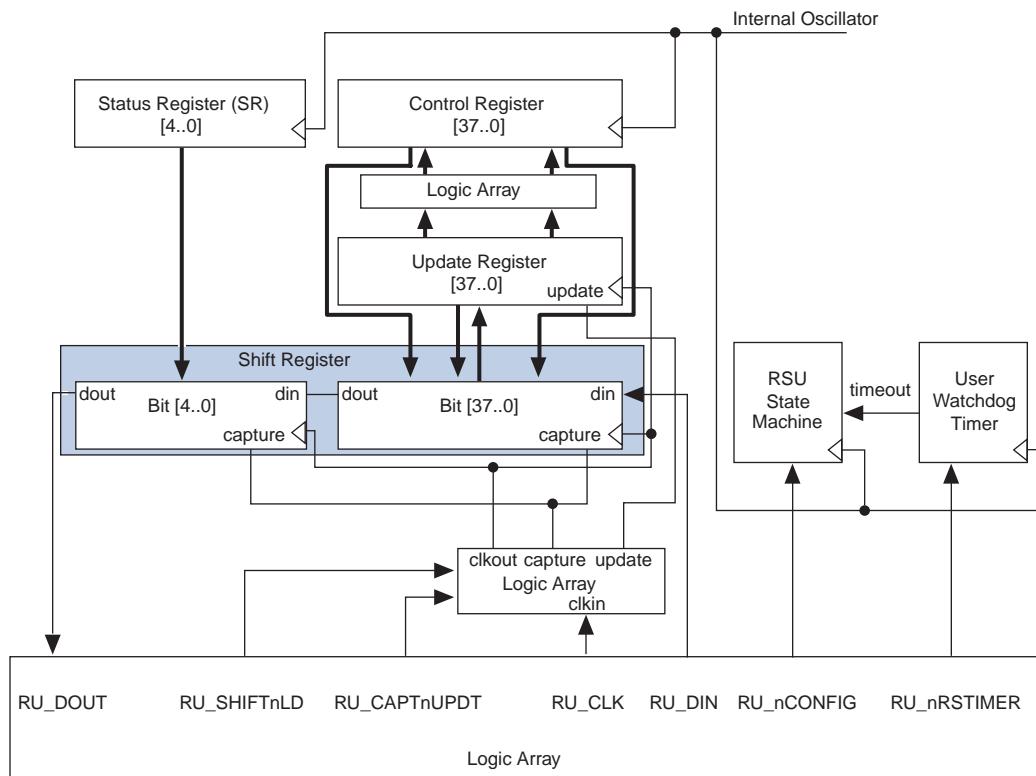 Internal Oscillator
Status Register (SR)
[4..0]
Control Register
[37..0]
Logic Array
Update Register
[37..0]
update
Shift Register
dout
din
Bit [4..0]
capture
dout
din
Bit [37..0]
capture
RSU
State
Machine
timeout
User
Watchdog
Timer
clkout capture update
Logic Array
clkin
RU_DOUT
RU_SHIFTnLD
RU_CAPTnUPDT
RU_CLK
RU_DIN
RU_nCONFIG
RU_nRSTIMER
Logic Array